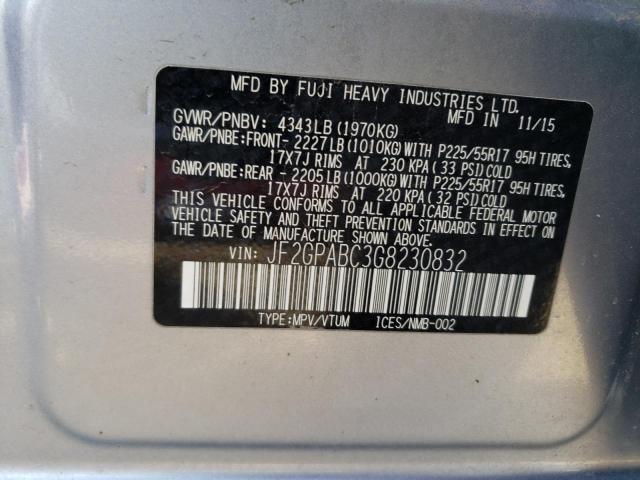 MFD BY FUJI HEAVY INDUSTRIES LTD.
MFD IN 11/15
GVWR/PNBV: 4343LB(1970KG)
GAWR/PNBE:FRONT- 2227LB(1010KG) WITH P225/55R17 95H TIRES,
17X7J RIMS AT 230 KPA(33 PSI)COLD
GAWR/PNBE:REAR - 2205LB(1000KG) WITH P225/55R17 95H TIRES,
17X7J RIMS AT 220 KPA(32 PSI)COLD
THIS VEHICLE CONFORMS TO ALL APPLICABLE FEDERAL MOTOR
VEHICLE SAFETY AND THEFT PREVENTION STANDARDS IN EFFECT ON
THE DATE OF MANUFACTURE SHOWN ABOVE.
VIN: JF2GPABC3G8230832
TYPE:MPV/VTUM ICES/NMB-002